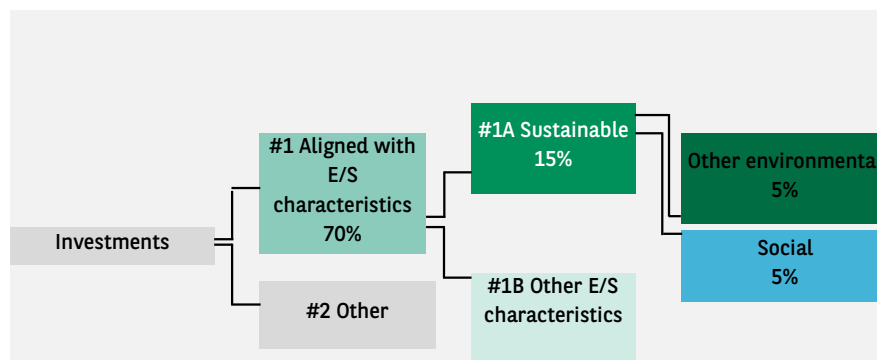 Investments
#1 Aligned with
E/S
characteristics
70%
#2 Other
#1A Sustainable
15%
#1B Other E/S
characteristics
Other environmenta
5%
Social
5%